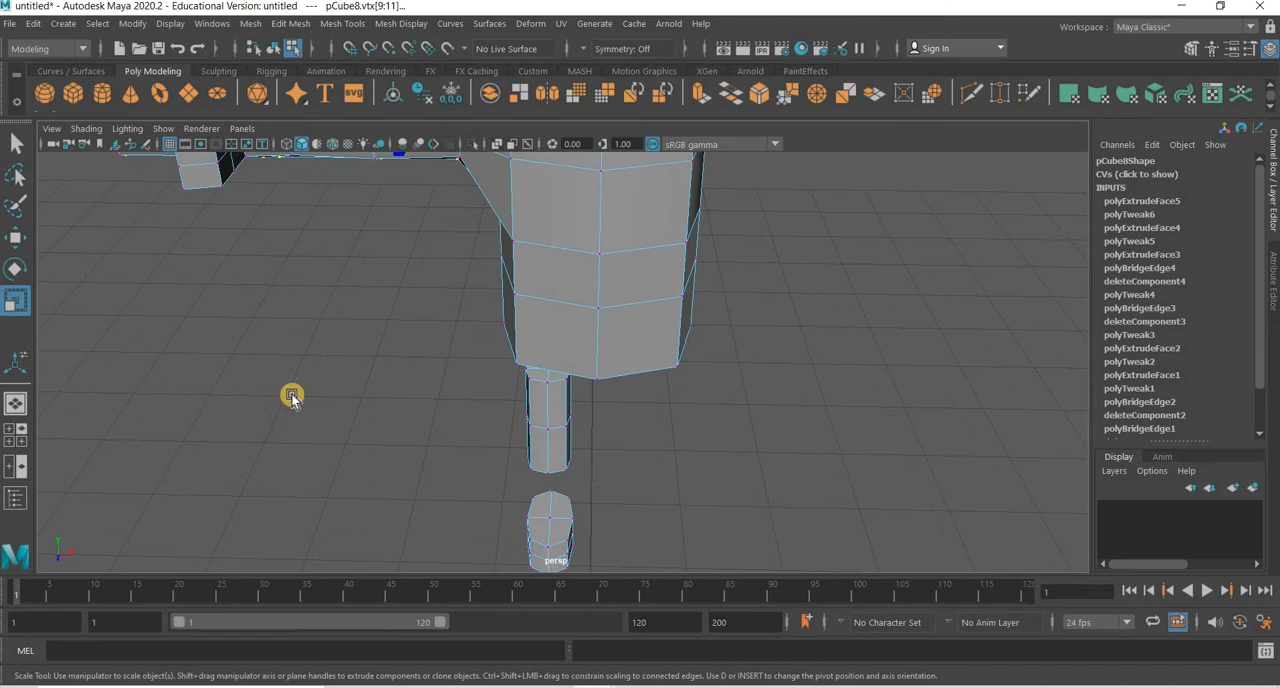 untitled* - Autodesk Maya 2020.2 - Educational Version: untitled --- pCube8.vtx[9:11]...
File Edit Create Select Modify Display Windows Mesh Edit Mesh Mesh Tools Mesh Display Curves Surfaces Deform UV Generate Cache Arnold Help
Workspace : Maya Classic*
Modeling No Live Surface Symmetry: Off Sign In
Curves / Surfaces Poly Modeling Sculpting Rigging Animation Rendering FX FX Caching Custom MASH Motion Graphics XGen Arnold PaintEffects
View Shading Lighting Show Renderer Panels
0.00 1.00 sRGB gamma
Channels Edit Object Show
pCube8Shape
CVs (click to show)
INPUTS
polyExtrudeFace5
polyTweak6
polyExtrudeFace4
polyTweak5
polyExtrudeFace3
polyBridgeEdge4
deleteComponent4
polyTweak4
polyBridgeEdge3
deleteComponent3
polyTweak3
polyExtrudeFace2
polyTweak2
polyExtrudeFace1
polyTweak1
polyBridgeEdge2
deleteComponent2
polyBridgeEdge1
Channel Box / Layer Editor
Attribute Editor
Display Anim
Layers Options Help
persp
5 10 15 20 25 30 35 40 45 50 55 60 65 70 75 80 85 90 95 100 105 110 115
1 1
1 1 1 120 120 200 No Character Set No Anim Layer 24 fps
MEL
Scale Tool: Use manipulator to scale object(s). Shift+drag manipulator axis or plane handles to extrude components or clone objects. Ctrl+Shift+LMB+drag to constrain scaling to connected edges. Use D or INSERT to change the pivot position and axis orientation.